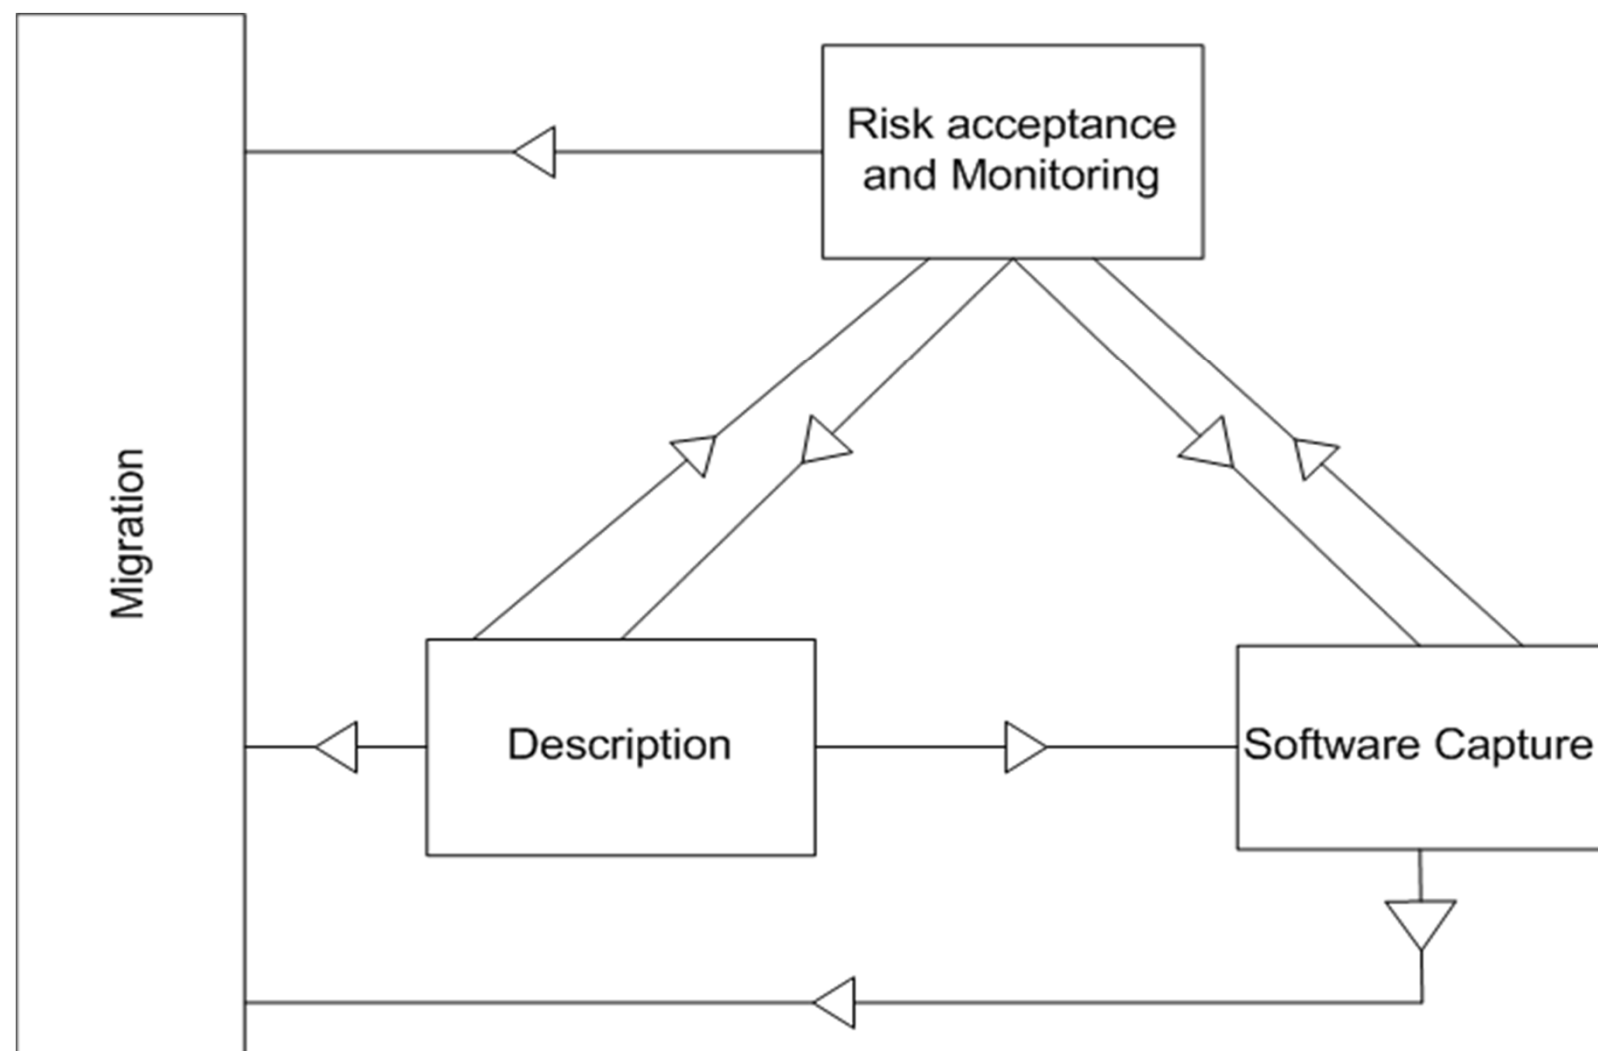 Risk acceptance
and Monitoring
Migration
Description
Software Capture